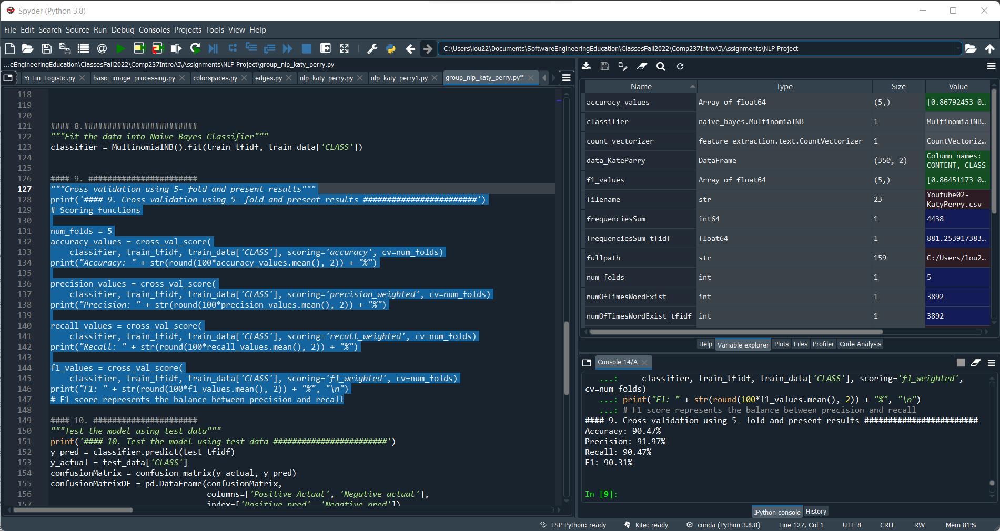 Spyder (Python 3.8)
File Edit Search Source Run Debug Consoles Projects Tools View Help
C:\Users\lou22\Documents\SoftwareEngineeringEducation\ClassesFall2022\Comp237IntroAI\Assignments\NLP Project
...eEngineeringEducation\ClassesFall2022\Comp237IntroAI\Assignments\NLP Project\group_nlp_katy_perry.py
Yi-Lin_Logistic.py basic_image_processing.py colorspaces.py edges.py nlp_katy_perry.py nlp_katy_perry1.py group_nlp_katy_perry.py*
118
119
120
121 #### 8.########################
122 """Fit the data into Naive Bayes Classifier"""
123 classifier = MultinomialNB().fit(train_tfidf, train_data['CLASS'])
124
125
126 #### 9. #######################
127 """Cross validation using 5- fold and present results"""
128 print('#### 9. Cross validation using 5- fold and present results ########################')
129 # Scoring functions
130
131 num_folds = 5
132 accuracy_values = cross_val_score(
133 classifier, train_tfidf, train_data['CLASS'], scoring='accuracy', cv=num_folds)
134 print("Accuracy: " + str(round(100*accuracy_values.mean(), 2)) + "%")
135
136 precision_values = cross_val_score(
137 classifier, train_tfidf, train_data['CLASS'], scoring='precision_weighted', cv=num_folds)
138 print("Precision: " + str(round(100*precision_values.mean(), 2)) + "%")
139
140 recall_values = cross_val_score(
141 classifier, train_tfidf, train_data['CLASS'], scoring='recall_weighted', cv=num_folds)
142 print("Recall: " + str(round(100*recall_values.mean(), 2)) + "%")
143
144 f1_values = cross_val_score(
145 classifier, train_tfidf, train_data['CLASS'], scoring='f1_weighted', cv=num_folds)
146 print("F1: " + str(round(100*f1_values.mean(), 2)) + "%", "\n")
147 # F1 score represents the balance between precision and recall
148
149 #### 10. ######################
150 """Test the model using test data"""
151 print('#### 10. Test the model using test data ########################')
152 y_pred = classifier.predict(test_tfidf)
153 y_actual = test_data['CLASS']
154 confusionMatrix = confusion_matrix(y_actual, y_pred)
155 confusionMatrixDF = pd.DataFrame(confusionMatrix,
156 columns=['Positive Actual', 'Negative actual'],
157 index=['Positive pred', 'Negative pred'])
Name Type Size Value
accuracy_values Array of float64 (5,) [0.86792453 0...
classifier naive_bayes.MultinomialNB 1 MultinomialNB...
count_vectorizer feature_extraction.text.CountVectorizer 1 CountVectoriz...
data_KateParry DataFrame (350, 2) Column names:
CONTENT, CLASS
f1_values Array of float64 (5,) [0.86451173 0...
filename str 23 Youtube02-
KatyPerry.csv
frequenciesSum int64 1 4438
frequenciesSum_tfidf float64 1 881.253917383...
fullpath str 159 C:/Users/lou2...
num_folds int 1 5
numOfTimesWordExist int 1 3892
numOfTimesWordExist_tfidf int 1 3892
Help Variable explorer Plots Files Profiler Code Analysis
Console 14/A
...: classifier, train_tfidf, train_data['CLASS'], scoring='f1_weighted',
cv=num_folds)
...: print("F1: " + str(round(100*f1_values.mean(), 2)) + "%", "\n")
...: # F1 score represents the balance between precision and recall
#### 9. Cross validation using 5- fold and present results ########################
Accuracy: 90.47%
Precision: 91.97%
Recall: 90.47%
F1: 90.31%
In [9]:
IPython console History
LSP Python: ready Kite: ready conda (Python 3.8.8) Line 127, Col 1 UTF-8 CRLF RW Mem 81%